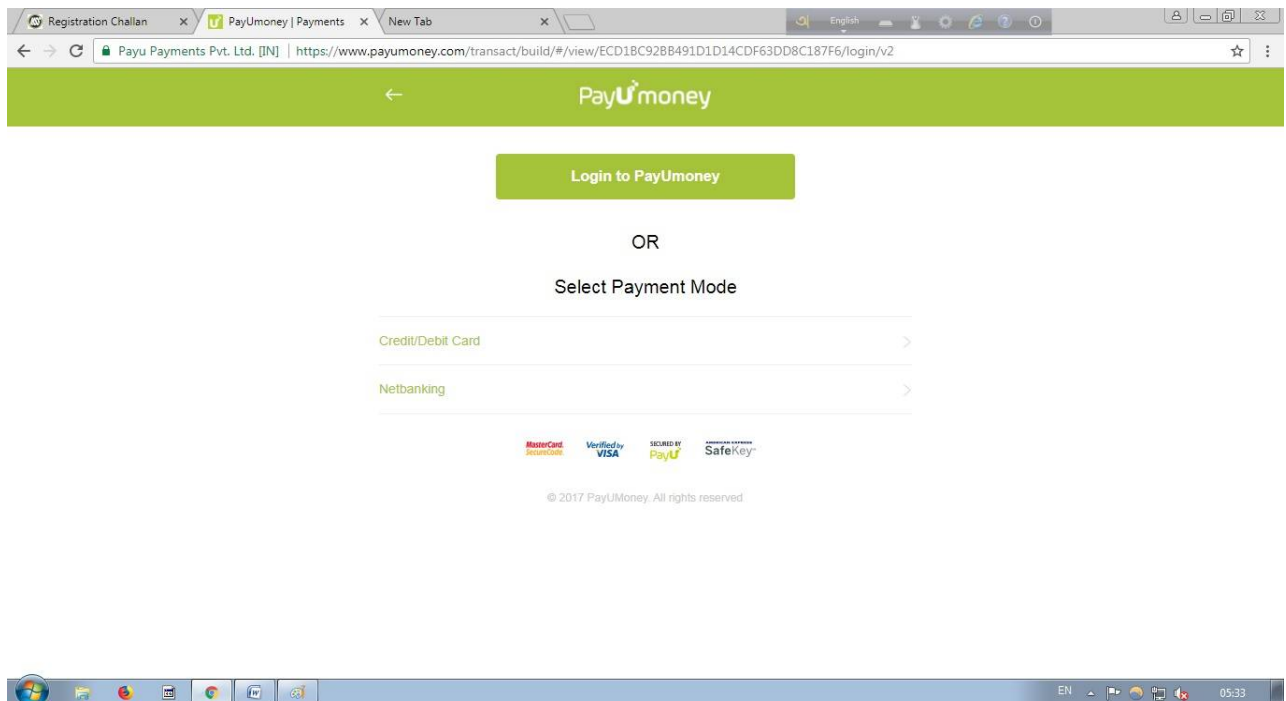 Registration Challan
PayUmoney | Payments
New Tab
English
Payu Payments Pvt. Ltd. [IN] | https://www.payumoney.com/transact/build/#/view/ECD1BC92BB491D1D14CDF63DD8C187F6/login/v2
PayUmoney
Login to PayUmoney
OR
Select Payment Mode
Credit/Debit Card
Netbanking
MasterCard. SecureCode.
Verified by VISA
SECURED BY PayU
AMERICAN EXPRESS SafeKey
© 2017 PayUMoney. All rights reserved
EN
05:33